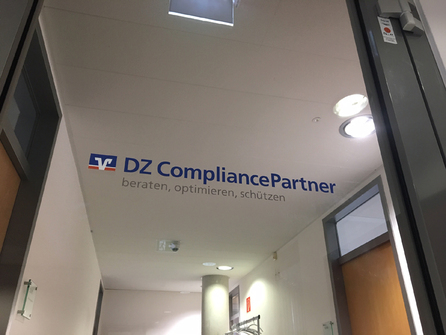 DZ CompliancePartner
beraten, optimieren, schützen